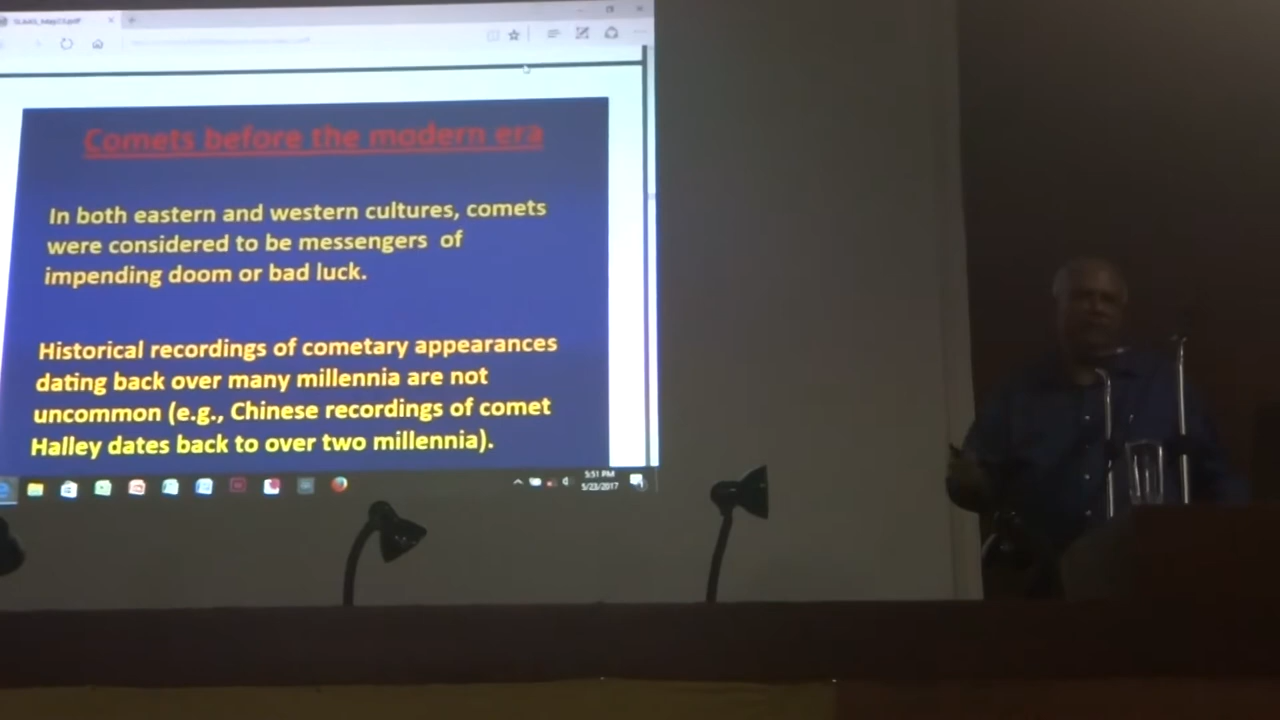 Comets before the modern era
In both eastern and western cultures, comets
were considered to be messengers of
impending doom or bad luck.
Historical recordings of cometary appearances
dating back over many millennia are not
uncommon (e.g., Chinese recordings of comet
Halley dates back to over two millennia).
5:51 PM
5/23/2017